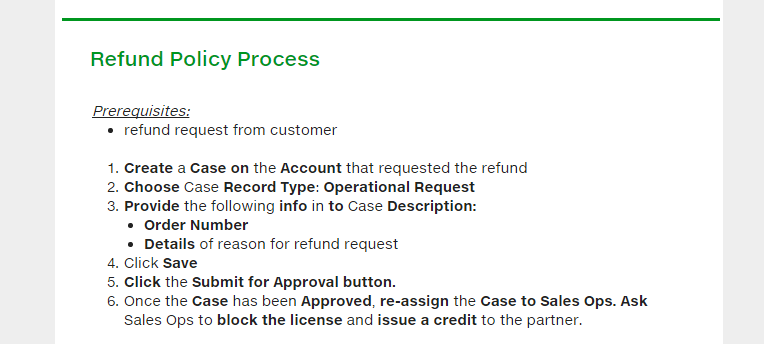 Refund Policy Process
Prerequisites:
• refund request from customer
1. Create a Case on the Account that requested the refund
2. Choose Case Record Type: Operational Request
3. Provide the following info in to Case Description:
• Order Number
• Details of reason for refund request
4. Click Save
5. Click the Submit for Approval button.
6. Once the Case has been Approved, re-assign the Case to Sales Ops. Ask
Sales Ops to block the license and issue a credit to the partner.